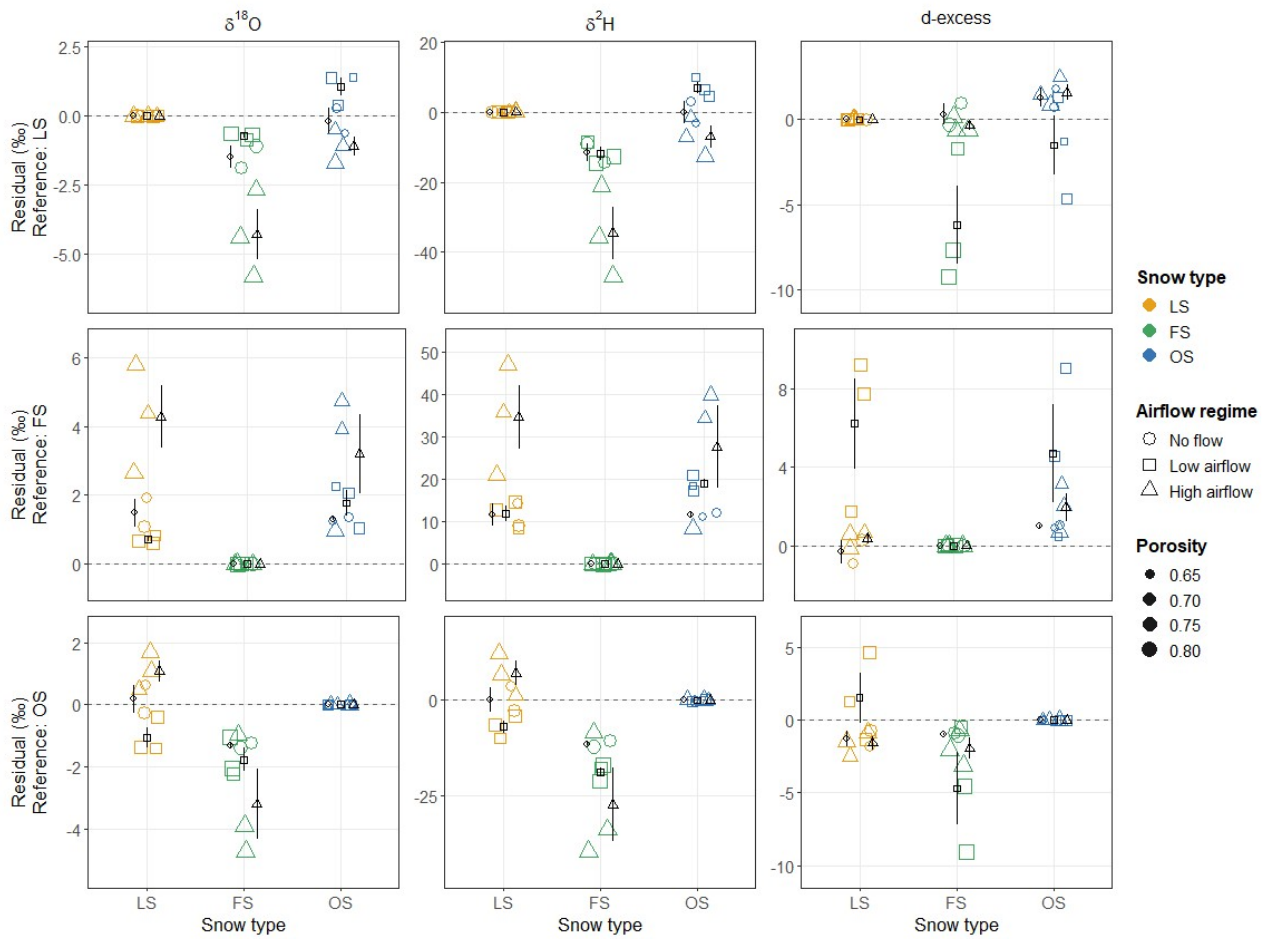 δ¹⁸O δ²H d-excess
Residual (‰)
Reference: LS
2.5
0.0
-2.5
-5.0
20
0
-20
-40
0
-5
-10
Residual (‰)
Reference: FS
6
4
2
0
50
40
30
20
10
0
8
4
0
Residual (‰)
Reference: OS
2
0
-2
-4
0
-25
5
0
-5
-10
LS FS OS LS FS OS LS FS OS
Snow type Snow type Snow type
Snow type
LS
FS
OS
Airflow regime
No flow
Low airflow
High airflow
Porosity
0.65
0.70
0.75
0.80